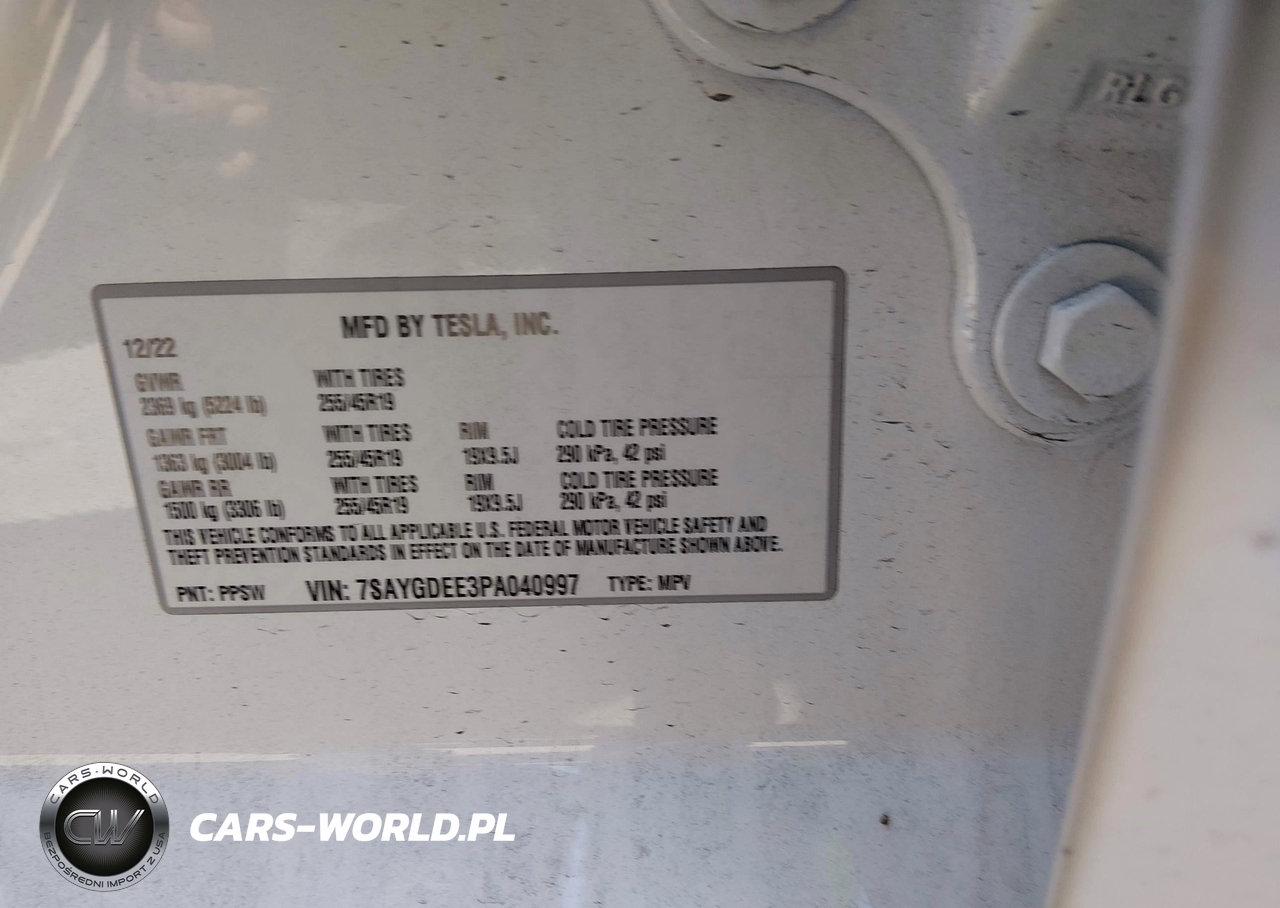 RLG
MFD BY TESLA, INC.
12/22
GVWR WITH TIRES
2369 kg (5224 lb) 255/45R19
GAWR FRT WITH TIRES RIM COLD TIRE PRESSURE
1363 kg (3004 lb) 255/45R19 19X9.5J 290 kPa, 42 psi
GAWR RR WITH TIRES RIM COLD TIRE PRESSURE
1500 kg (3306 lb) 255/45R19 19X9.5J 290 kPa, 42 psi
THIS VEHICLE CONFORMS TO ALL APPLICABLE U.S. FEDERAL MOTOR VEHICLE SAFETY AND
THEFT PREVENTION STANDARDS IN EFFECT ON THE DATE OF MANUFACTURE SHOWN ABOVE.
PNT: PPSW VIN: 7SAYGDEE3PA040997 TYPE: MPV
CARS-WORLD
CW
BEZPOŚREDNI IMPORT Z USA
CARS-WORLD.PL